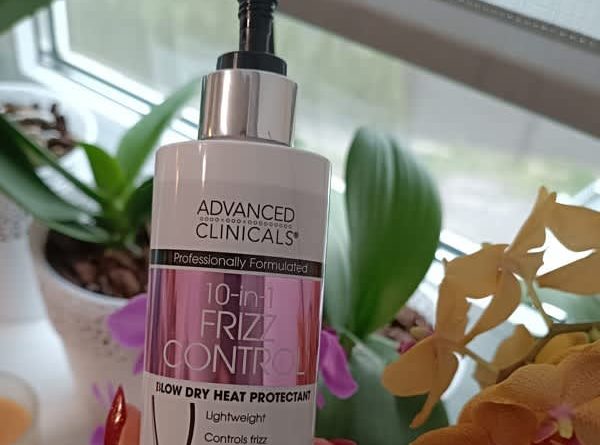 ADVANCED
CLINICALS®
Professionally Formulated
10-in-1
FRIZZ
CONTROL
BLOW DRY HEAT PROTECTANT
Lightweight
Controls frizz